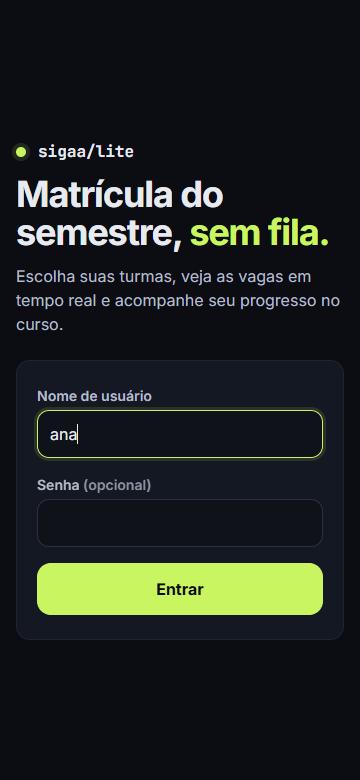 sigaa/lite
Matrícula do
semestre, sem fila.
Escolha suas turmas, veja as vagas em
tempo real e acompanhe seu progresso no
curso.
Nome de usuário
ana
Senha (opcional)
Entrar